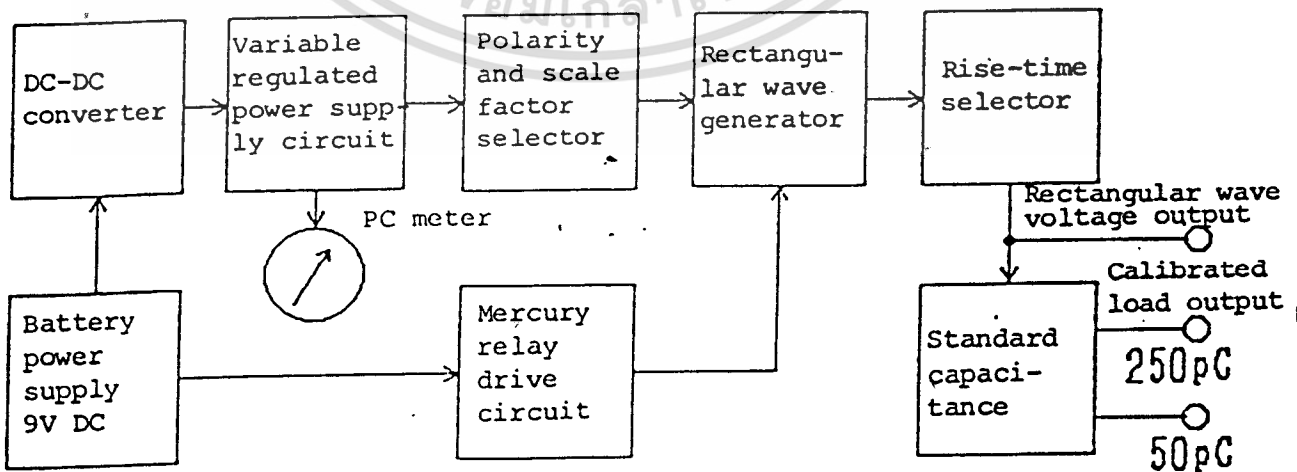 DC-DC
converter
Variable
regulated
power supp-
ly circuit
Polarity
and scale
factor
selector
Rectangu-
lar wave
generator
Rise-time
selector
PC meter
Rectangular wave
voltage output
Calibrated
load output
250pC
50pC
Battery
power
supply
9V DC
Mercury
relay
drive
circuit
Standard
capaci-
tance